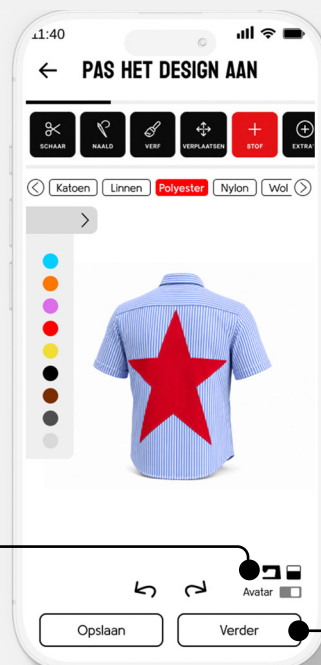 11:40
PAS HET DESIGN AAN
SCHAAR NAALD VERF VERPLAATSEN STOF EXTRA'
Katoen Linnen Polyester Nylon Wol
Avatar
Opslaan Verder